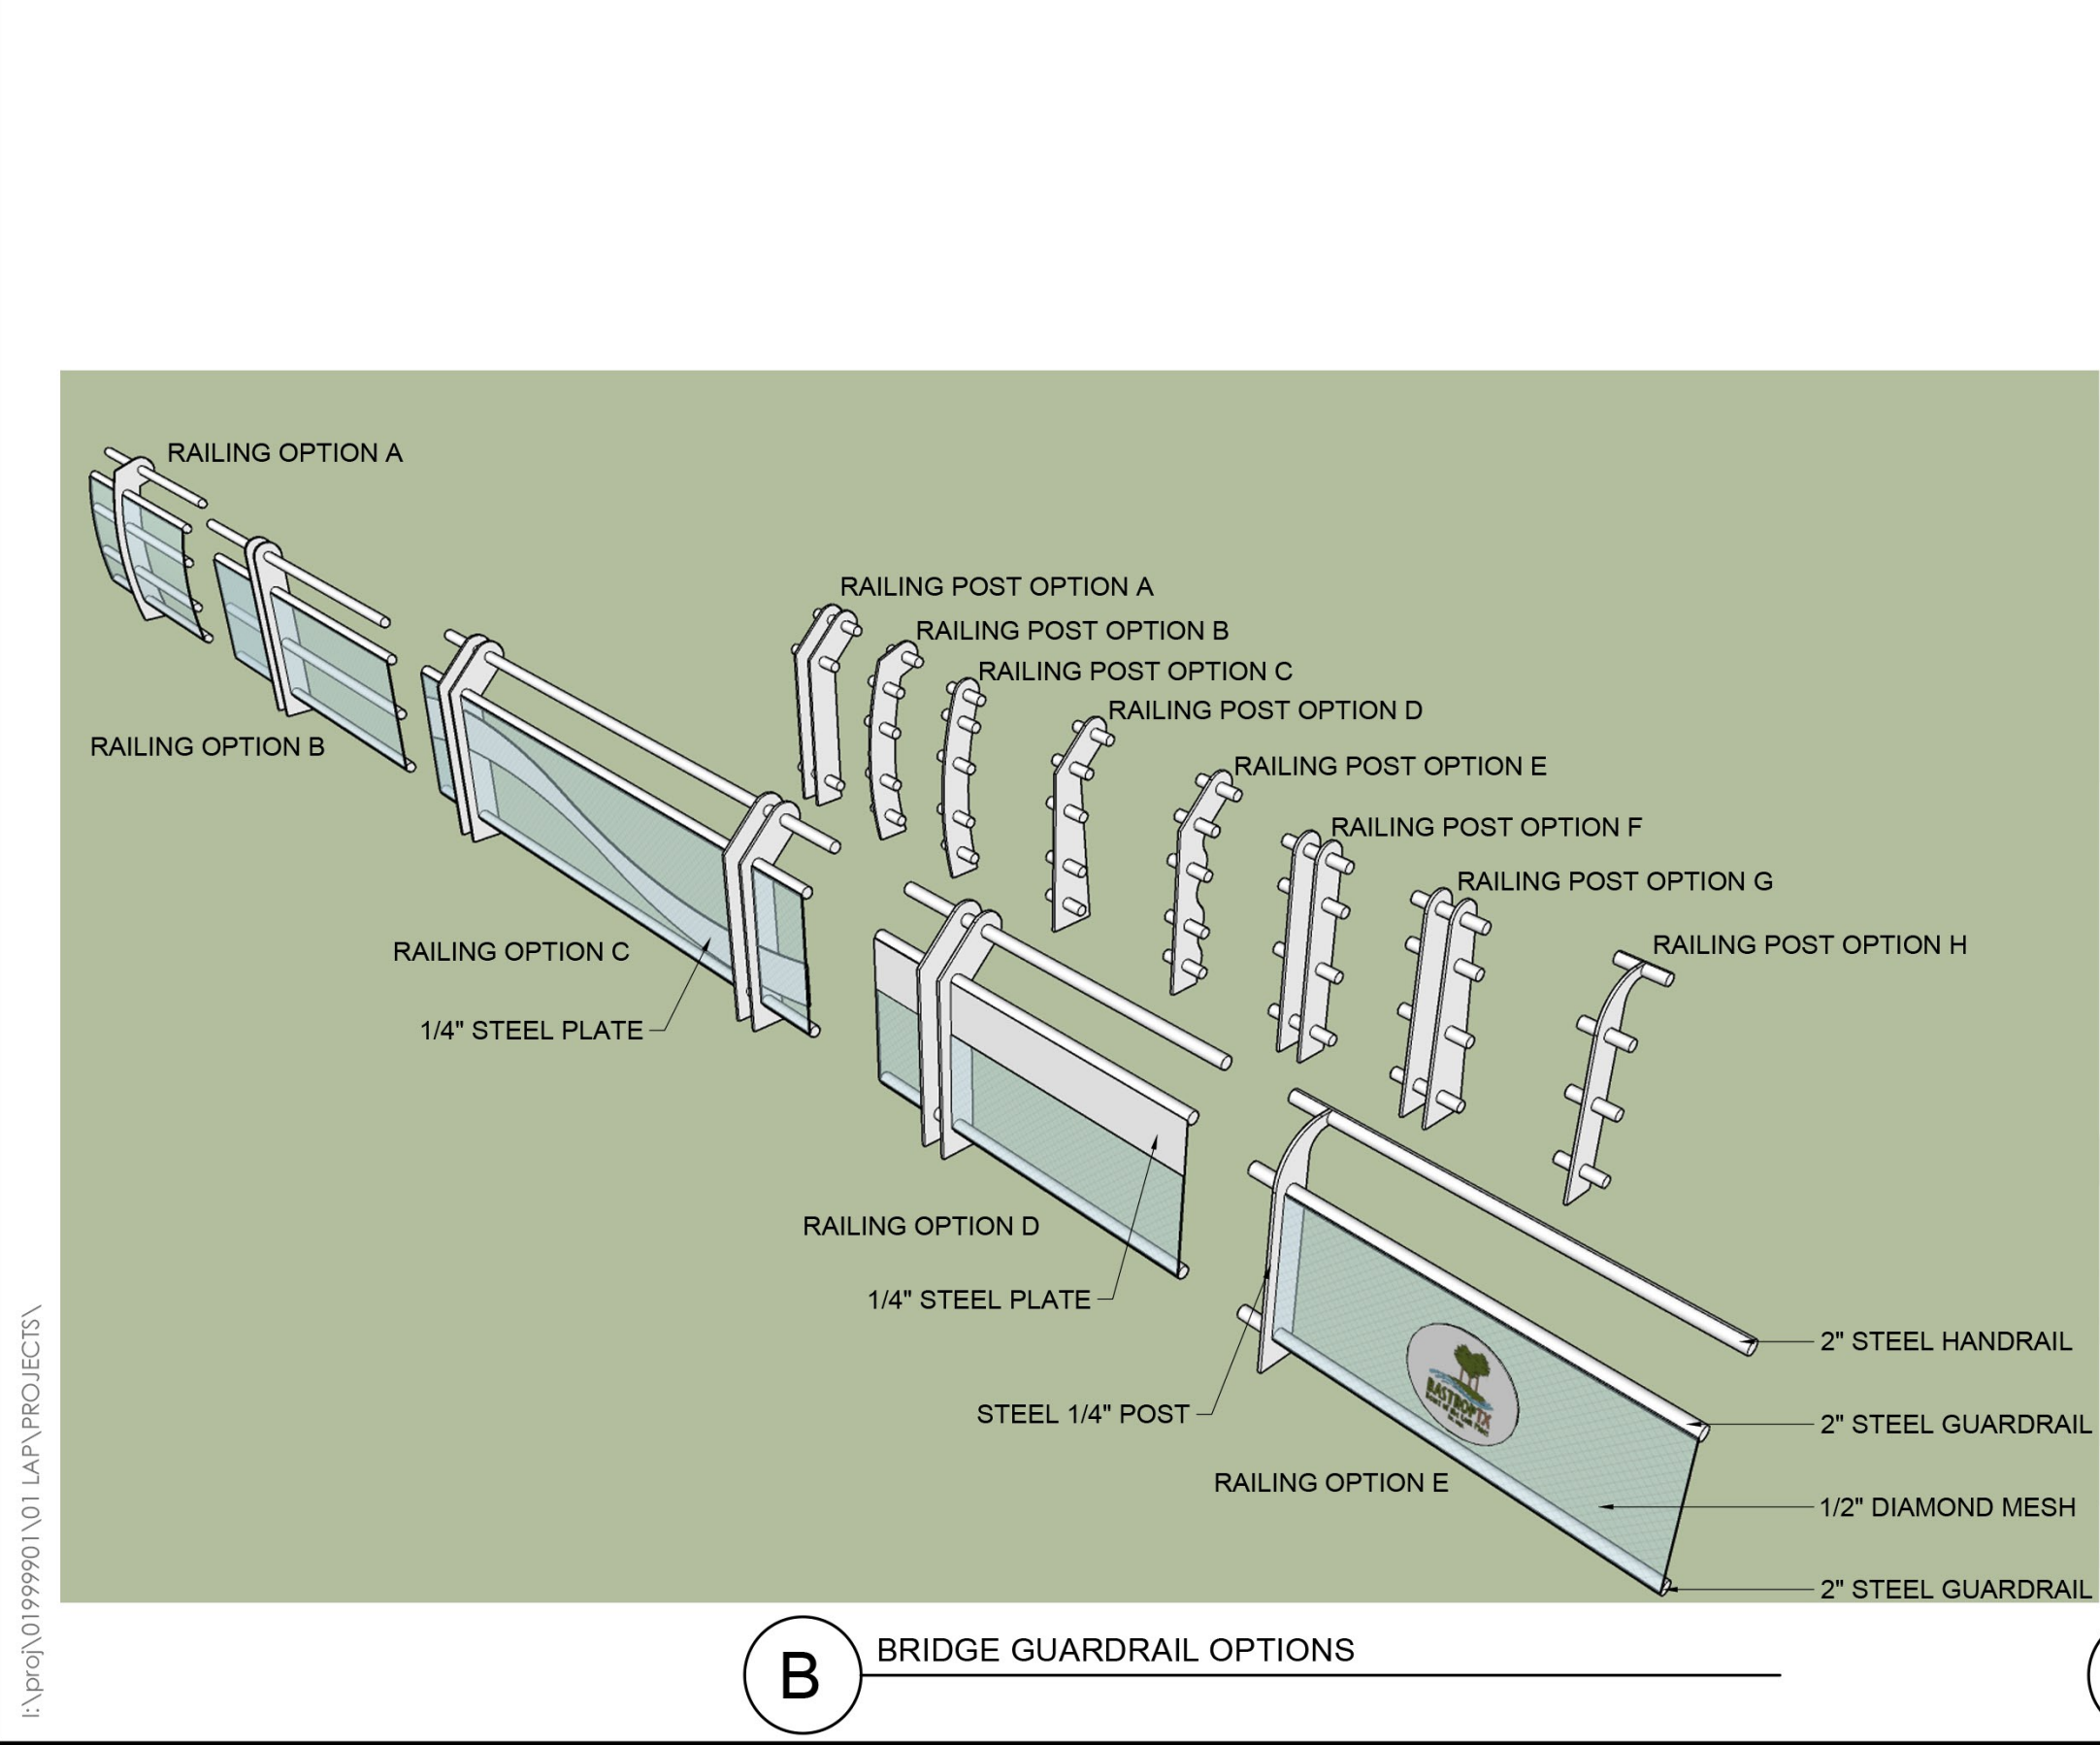 RAILING OPTION A
RAILING POST OPTION A
RAILING POST OPTION B
RAILING POST OPTION C
RAILING POST OPTION D
RAILING OPTION B
RAILING POST OPTION E
RAILING POST OPTION F
RAILING POST OPTION G
RAILING POST OPTION H
RAILING OPTION C
1/4" STEEL PLATE
RAILING OPTION D
1/4" STEEL PLATE
2" STEEL HANDRAIL
STEEL 1/4" POST
2" STEEL GUARDRAIL
BASTROPTX
RAILING OPTION E
1/2" DIAMOND MESH
2" STEEL GUARDRAIL
B
BRIDGE GUARDRAIL OPTIONS
I:\proj\019999901\01 LAP\PROJECTS\